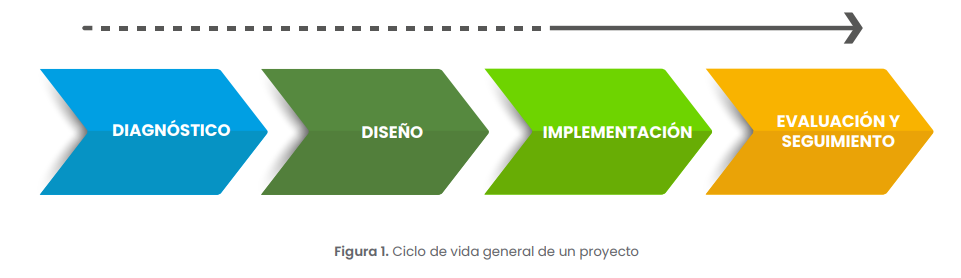 DIAGNÓSTICO
DISEÑO
IMPLEMENTACIÓN
EVALUACIÓN Y
SEGUIMIENTO
Figura 1. Ciclo de vida general de un proyecto